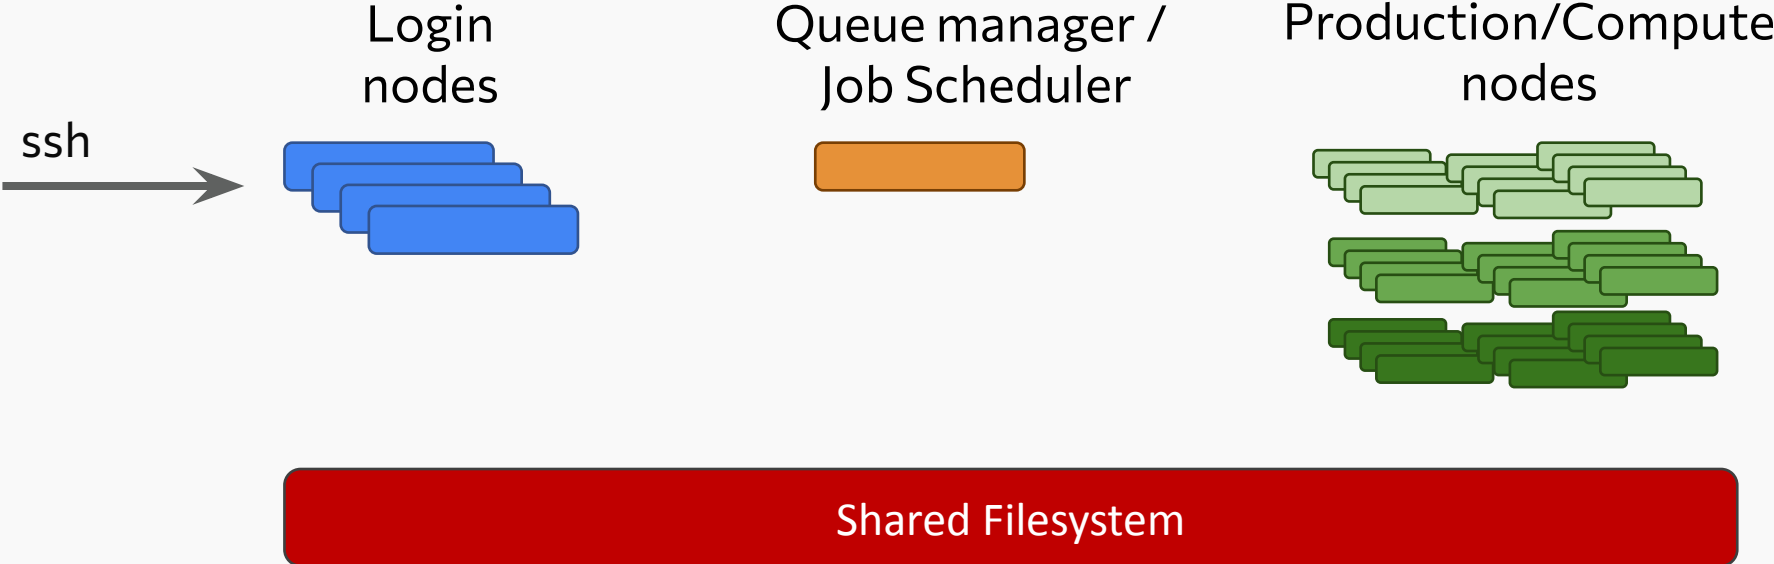 Login
nodes
Queue manager /
Job Scheduler
Production/Compute
nodes
ssh
Shared Filesystem